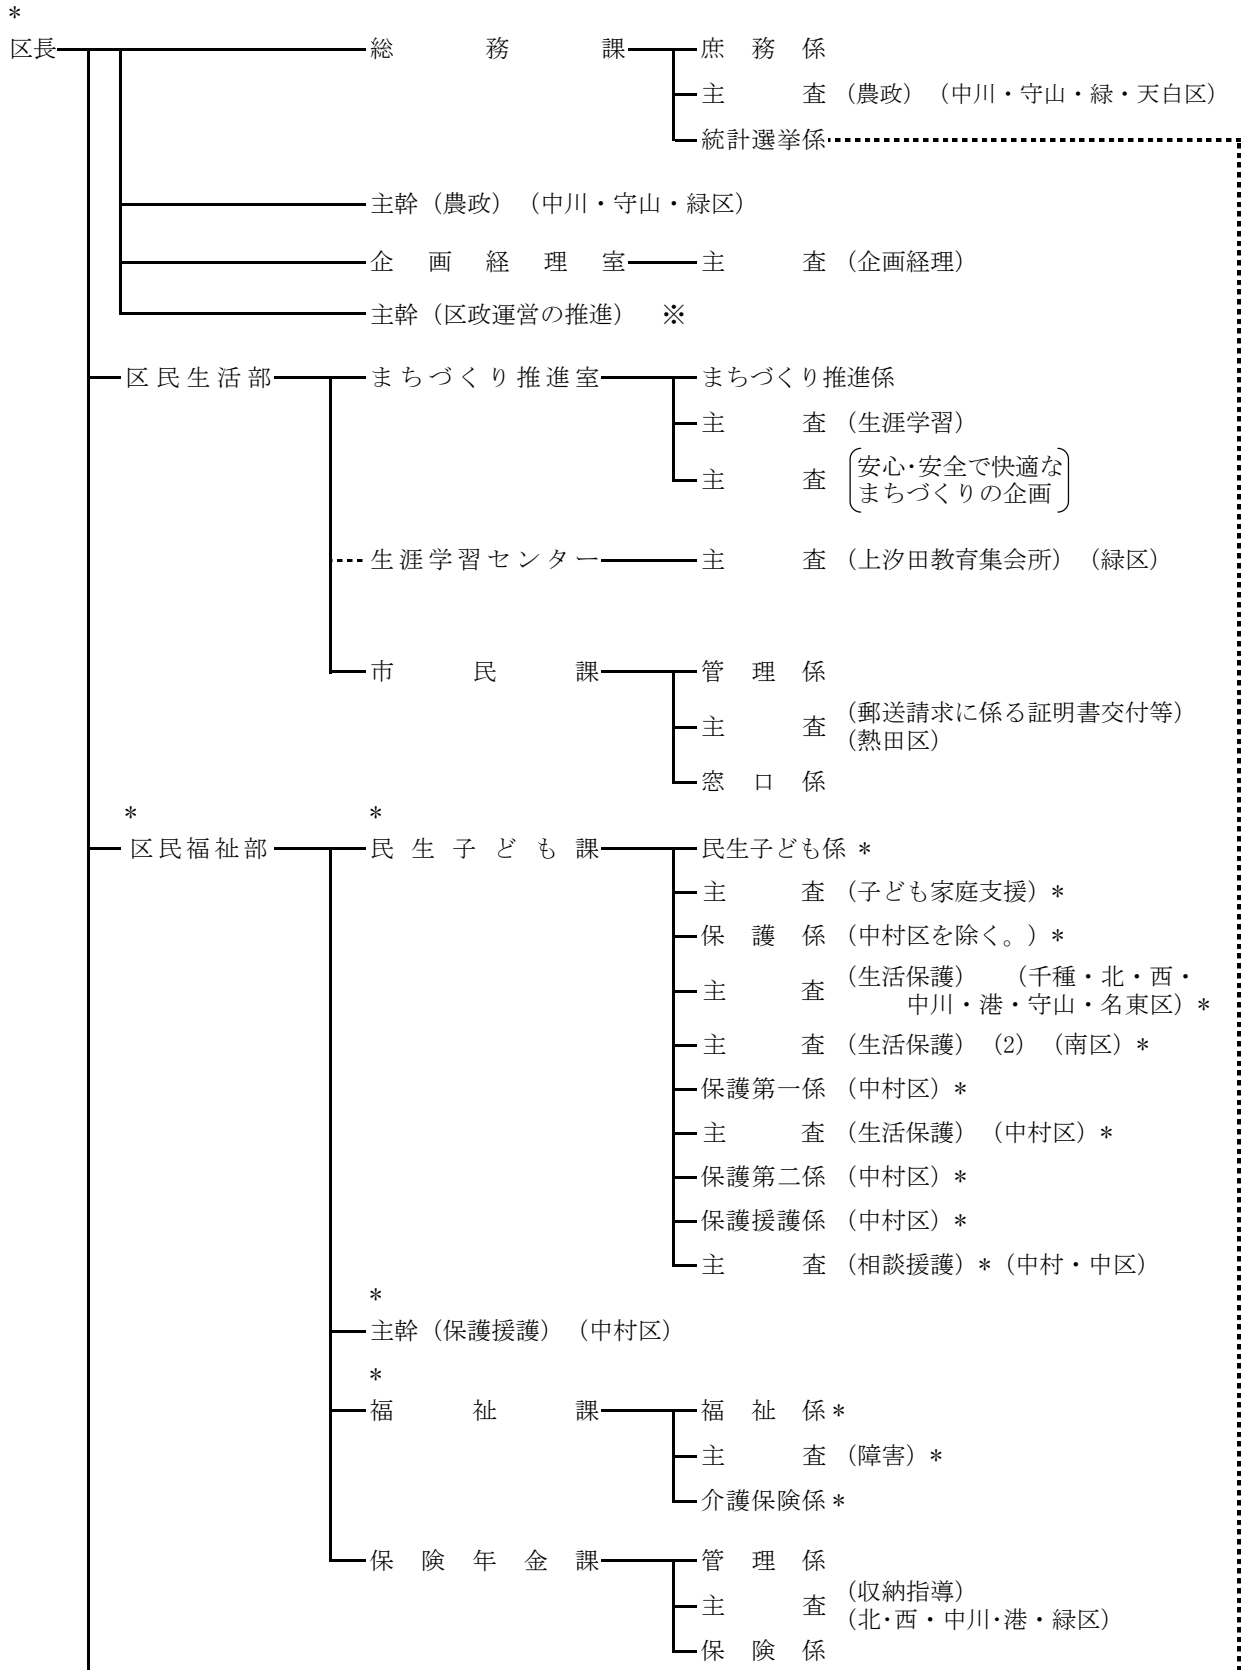 *
区長 総務課 庶務係
主査（農政）（中川・守山・緑・天白区）
統計選挙係
主幹（農政）（中川・守山・緑区）
企画経理室 主査（企画経理）
主幹（区政運営の推進） ※
区民生活部 まちづくり推進室 まちづくり推進係
主査（生涯学習）
主査（安心・安全で快適な
まちづくりの企画）
生涯学習センター 主査（上汐田教育集会所）（緑区）
市民課 管理係
主査（郵送請求に係る証明書交付等）
（熱田区）
窓口係
* *
区民福祉部 民生子ども課 民生子ども係 *
主査（子ども家庭支援）*
保護係（中村区を除く。）*
主査（生活保護）（千種・北・西・
中川・港・守山・名東区）*
主査（生活保護）（2）（南区）*
保護第一係（中村区）*
主査（生活保護）（中村区）*
保護第二係（中村区）*
保護援護係（中村区）*
主査（相談援護）*（中村・中区）
*
主幹（保護援護）（中村区）
*
福祉課 福祉係*
主査（障害）*
介護保険係*
保険年金課 管理係
主査（収納指導）
（北・西・中川・港・緑区）
保険係